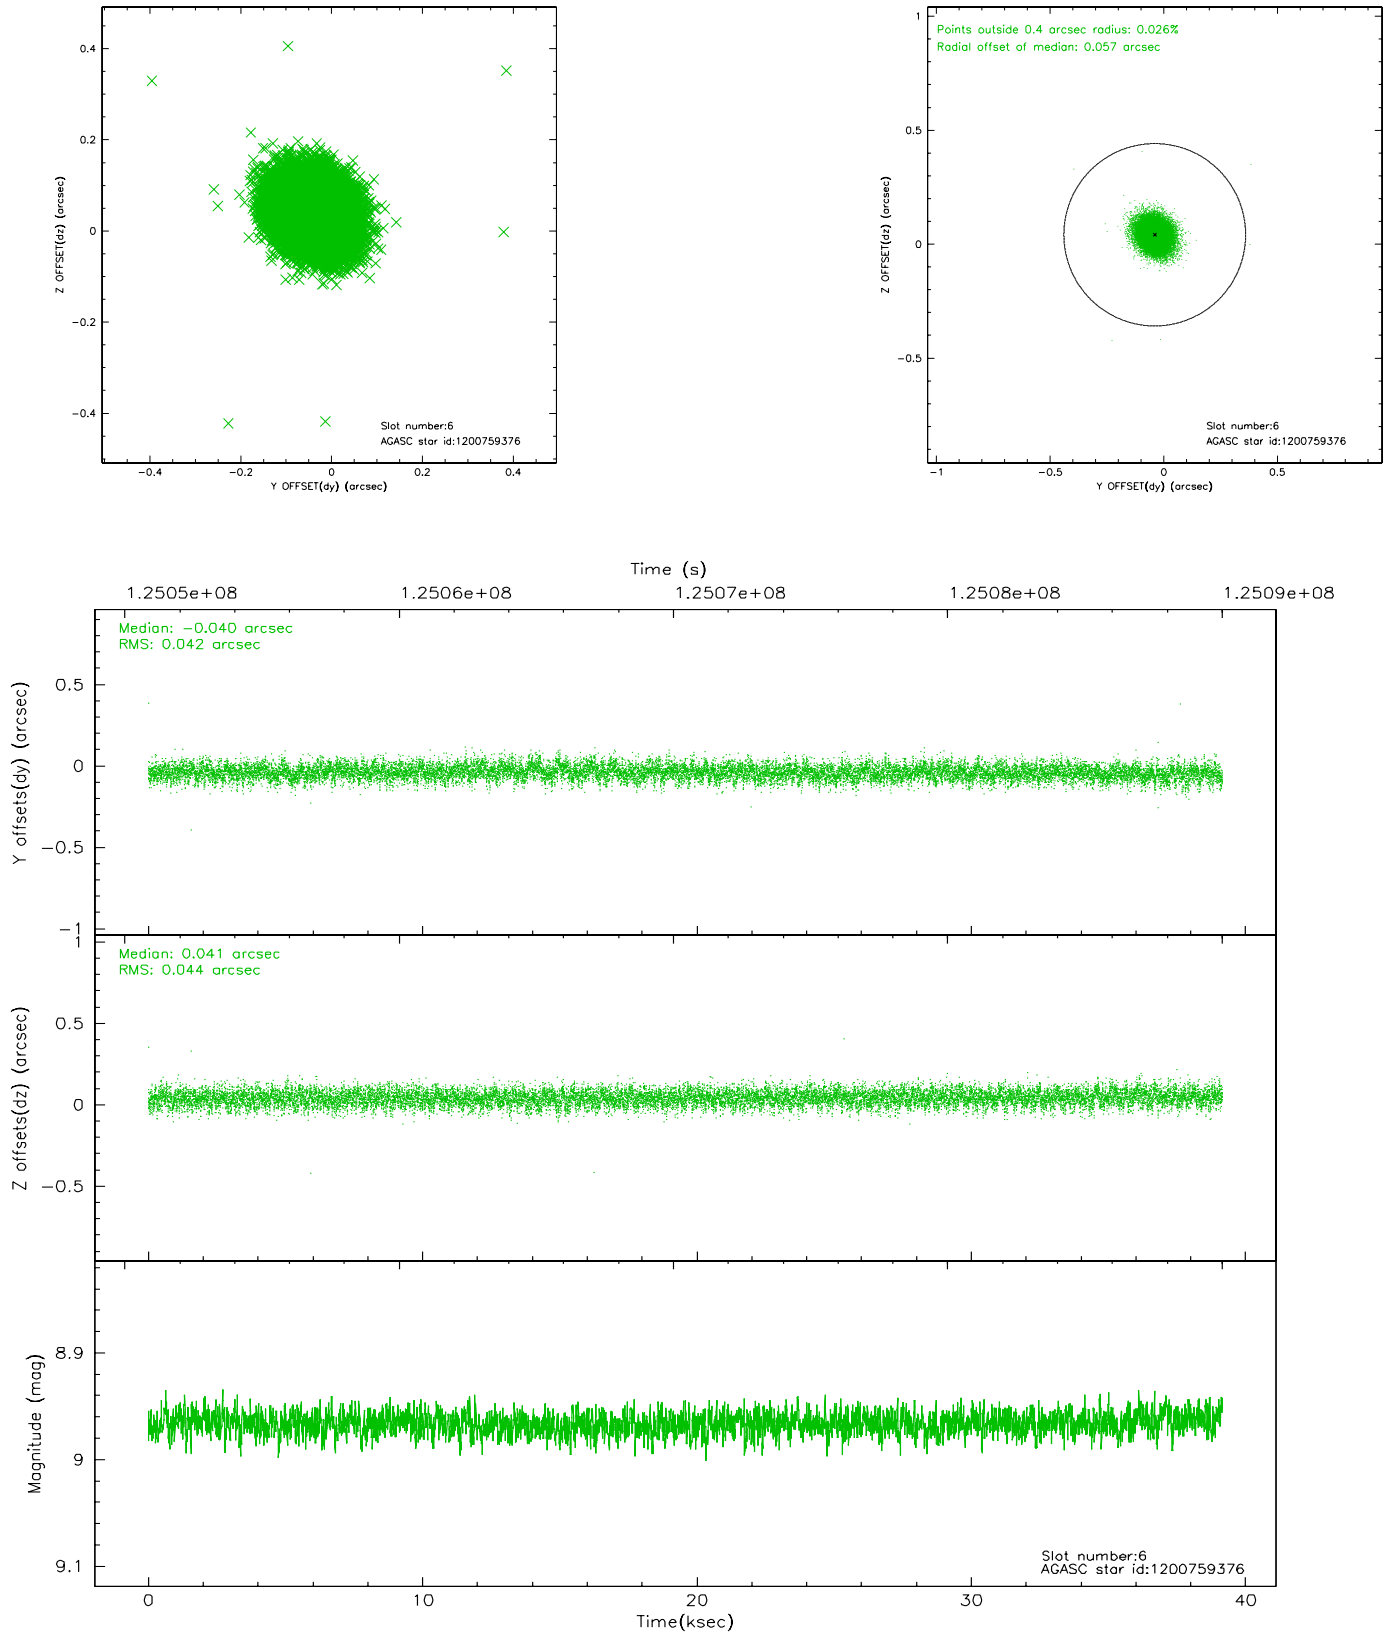 0.4
0.2
0
−0.2
−0.4
Z OFFSET(dz) (arcsec)
Slot number:6
AGASC star id:1200759376
−0.4 −0.2 0 0.2 0.4
Y OFFSET(dy) (arcsec)
Points outside 0.4 arcsec radius: 0.026%
Radial offset of median: 0.057 arcsec
1
0.5
0
−0.5
Z OFFSET(dz) (arcsec)
Slot number:6
AGASC star id:1200759376
−1 −0.5 0 0.5
Y OFFSET(dy) (arcsec)
Time (s)
1.2505e+08 1.2506e+08 1.2507e+08 1.2508e+08 1.2509e+08
Median: −0.040 arcsec
RMS: 0.042 arcsec
0.5
0
−0.5
−1
Y offsets(dy) (arcsec)
Median: 0.041 arcsec
RMS: 0.044 arcsec
1
0.5
0
−0.5
Z offsets(dz) (arcsec)
8.9
9
9.1
Magnitude (mag)
Slot number:6
AGASC star id:1200759376
0 10 20 30 40
Time(ksec)